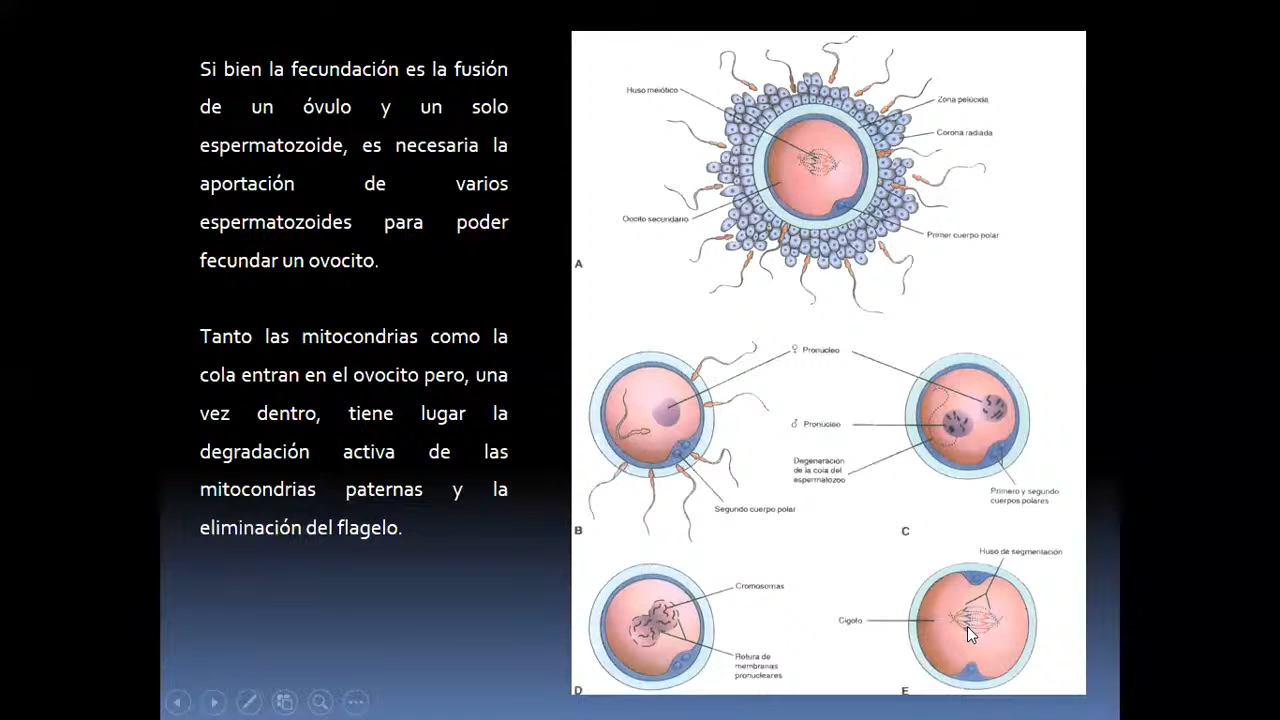 Si bien la fecundación es la fusión
de un óvulo y un solo
espermatozoide, es necesaria la
aportación de varios
espermatozoides para poder
fecundar un ovocito.
Tanto las mitocondrias como la
cola entran en el ovocito pero, una
vez dentro, tiene lugar la
degradación activa de las
mitocondrias paternas y la
eliminación del flagelo.
Huso meiótico
Zona pelúcida
Corona radiada
Oocito secundario
Primer cuerpo polar
A
♀ Pronúcleo
♂ Pronúcleo
Degeneración
de la cola del
espermatozoo
Segundo cuerpo polar
Primero y segundo
cuerpos polares
B
C
Huso de segmentación
Cromosomas
Cigoto
Rotura de
membranas
pronucleares
D
E